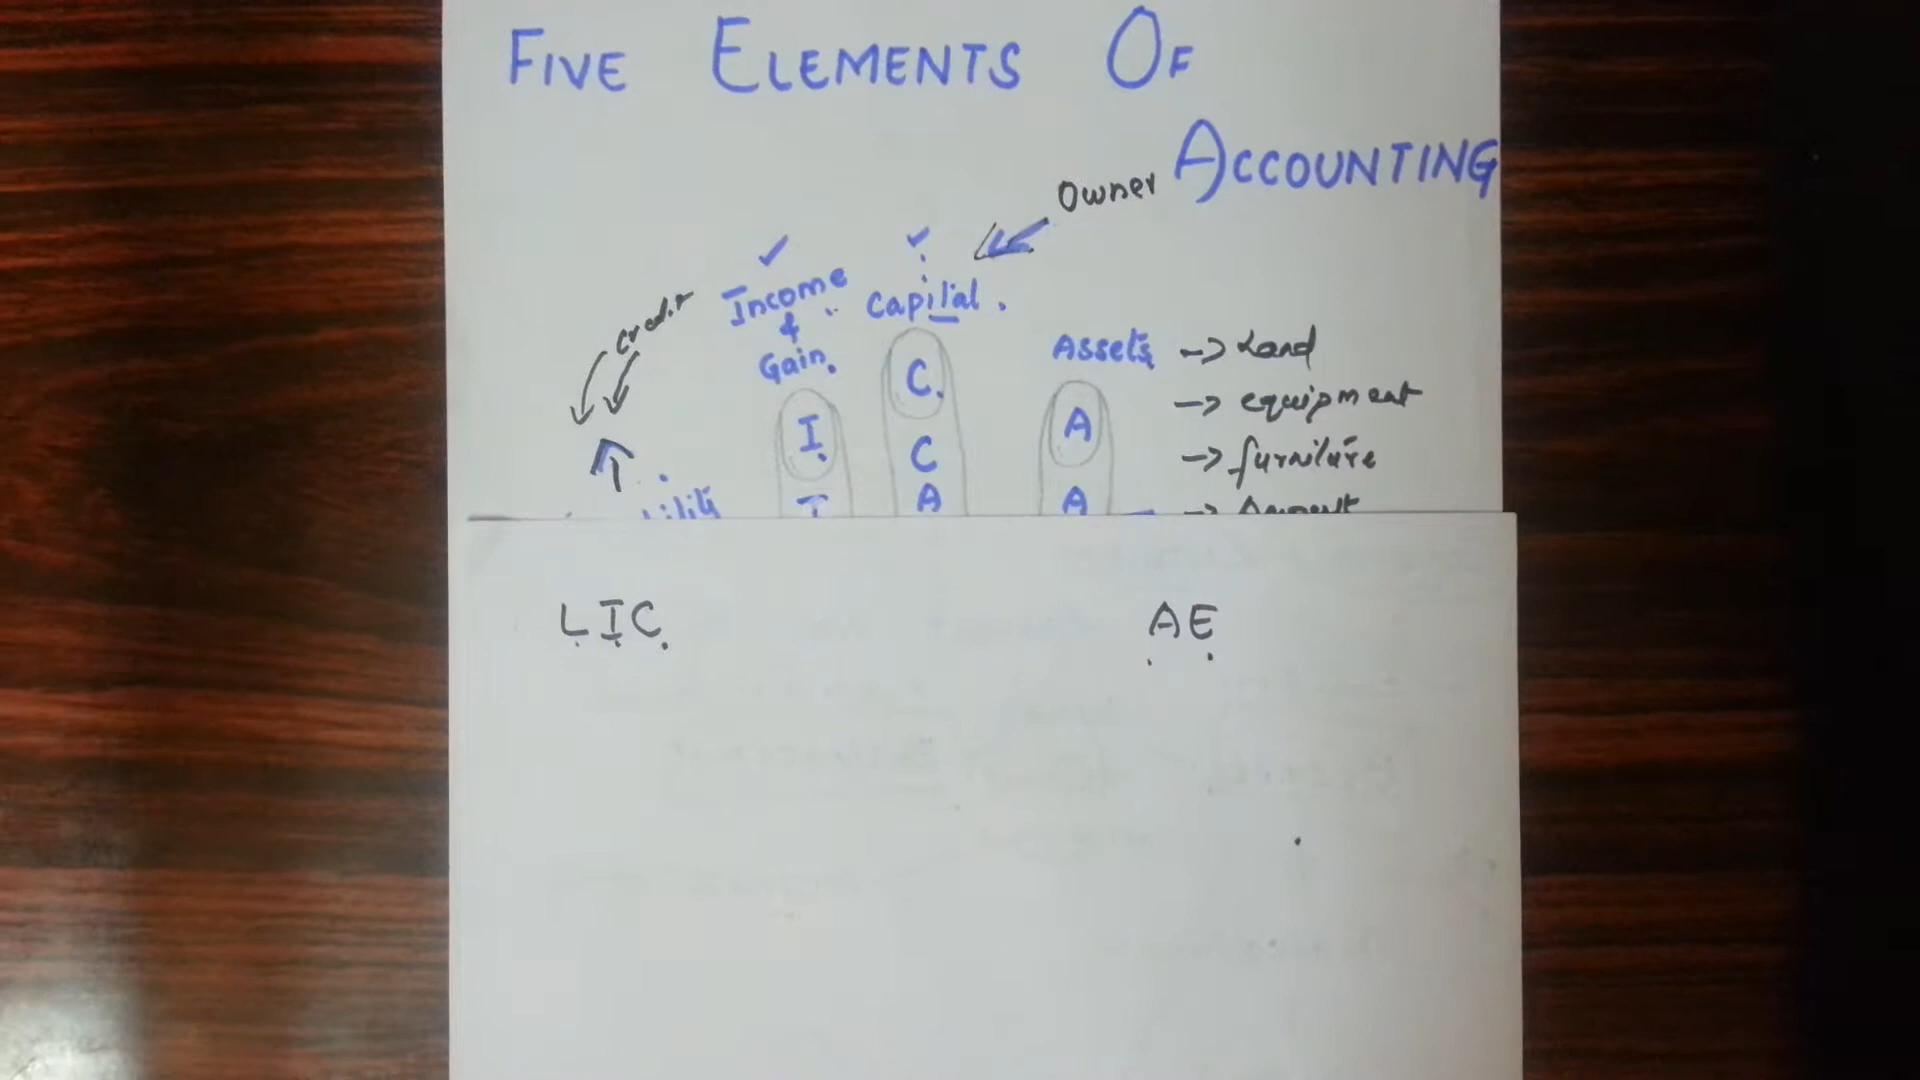 FIVE ELEMENTS OF
ACCOUNTING
Owner
Income
&
Gain.
Capital.
Credit
Assets
-> Land
-> equipment
-> furniture
C.
I.
A
C
A
A
LIC
AE